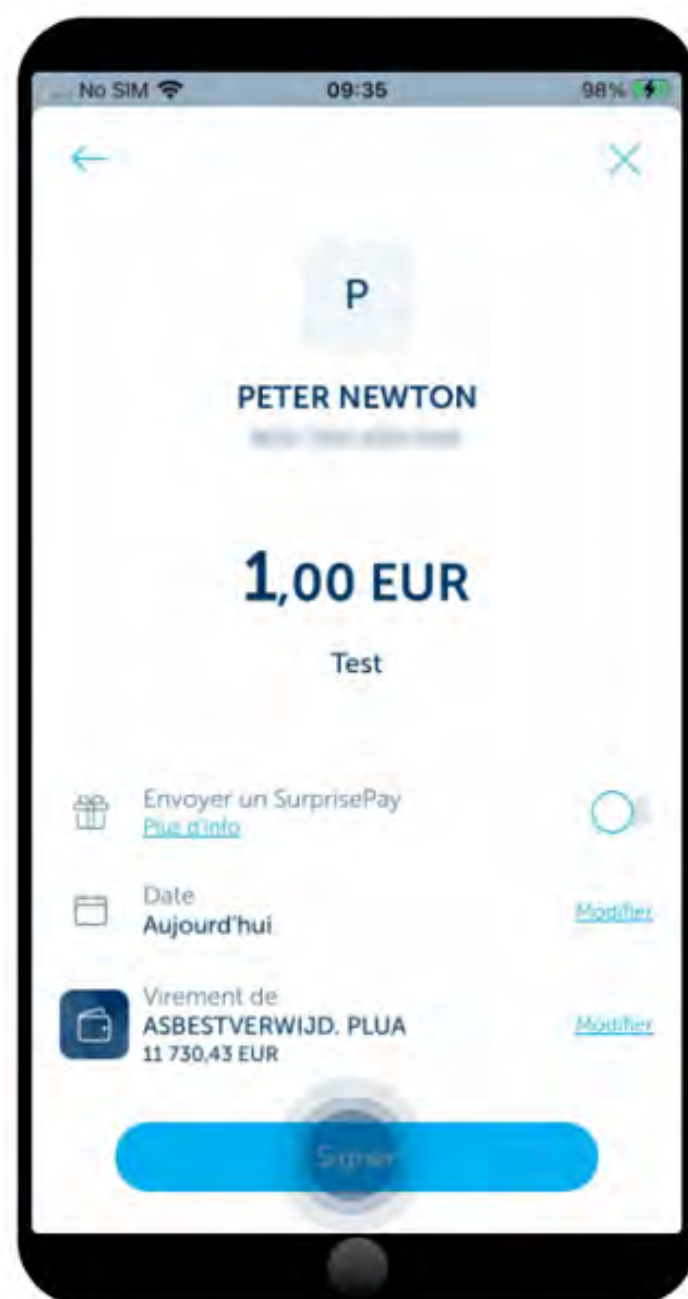 No SIM 09:35 98%
P
PETER NEWTON
1,00 EUR
Test
Envoyer un SurprisePay
Plus d'info
Date
Aujourd'hui
Modifier
Virement de
ASBESTVERWIJD. PLUA
Modifier
11 730,43 EUR
Signer